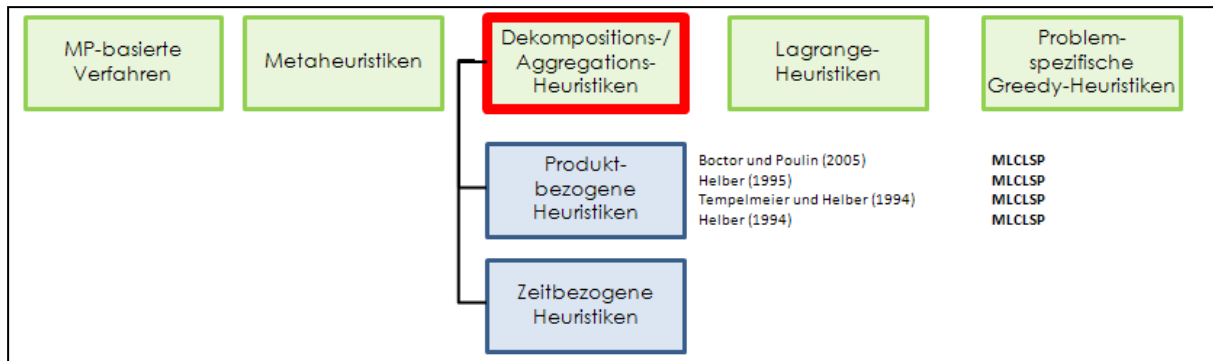 MP-basierte
Verfahren
Metaheuristiken
Dekompositions-/
Aggregations-
Heuristiken
Lagrange-
Heuristiken
Problem-
spezifische
Greedy-Heuristiken
Produkt-
bezogene
Heuristiken
Boctor und Poulin (2005) MLCLSP
Helber (1995) MLCLSP
Tempelmeier und Helber (1994) MLCLSP
Helber (1994) MLCLSP
Zeitbezogene
Heuristiken